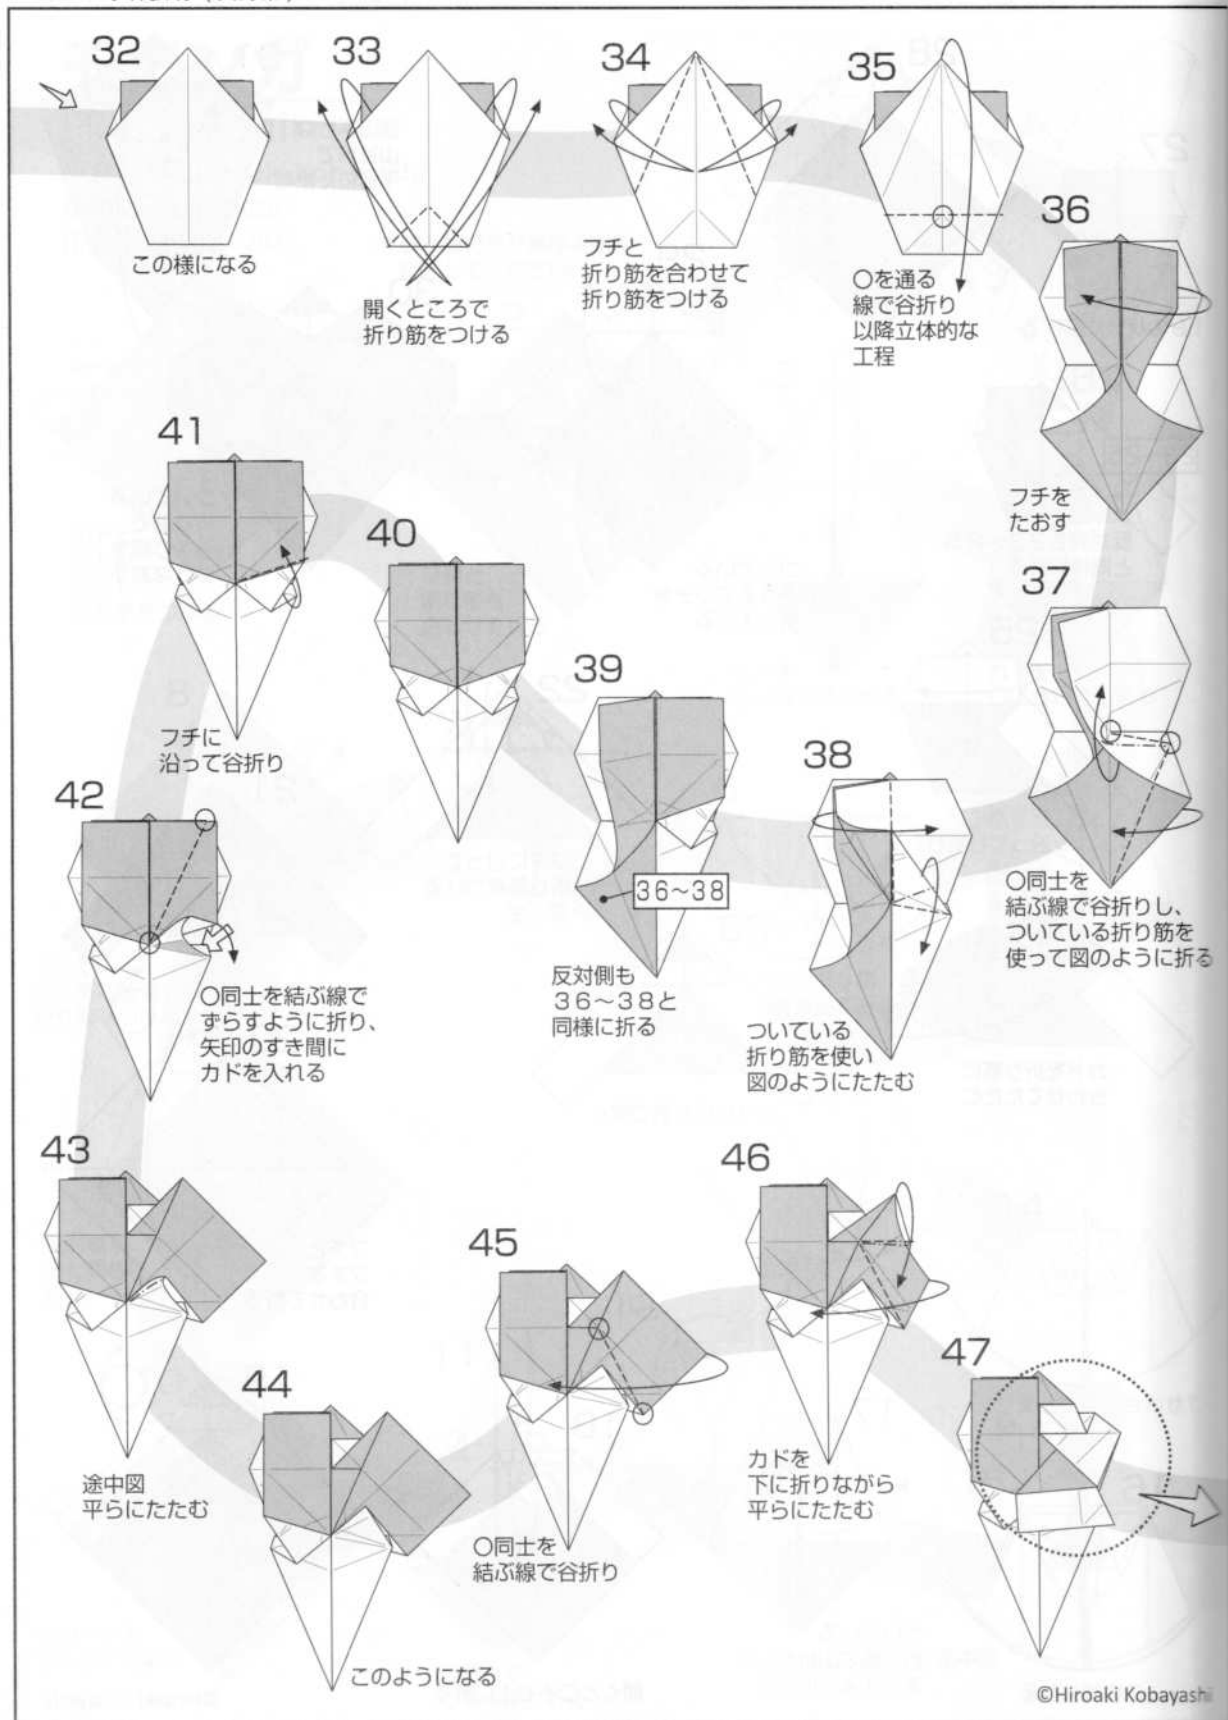 32
この様になる
33
開くところで
折り筋をつける
34
フチと
折り筋を合わせて
折り筋をつける
35
○を通る
線で谷折り
以降立体的な
工程
36
フチを
たおす
37
○同士を
結ぶ線で谷折りし、
ついている折り筋を
使って図のように折る
38
ついている
折り筋を使い
図のようにたたむ
39
36～38
反対側も
36～38と
同様に折る
40
41
フチに
沿って谷折り
42
○同士を結ぶ線で
ずらすように折り、
矢印のすき間に
カドを入れる
43
途中図
平らにたたむ
44
このようになる
45
○同士を
結ぶ線で谷折り
46
カドを
下に折りながら
平らにたたむ
47
©Hiroaki Kobayashi